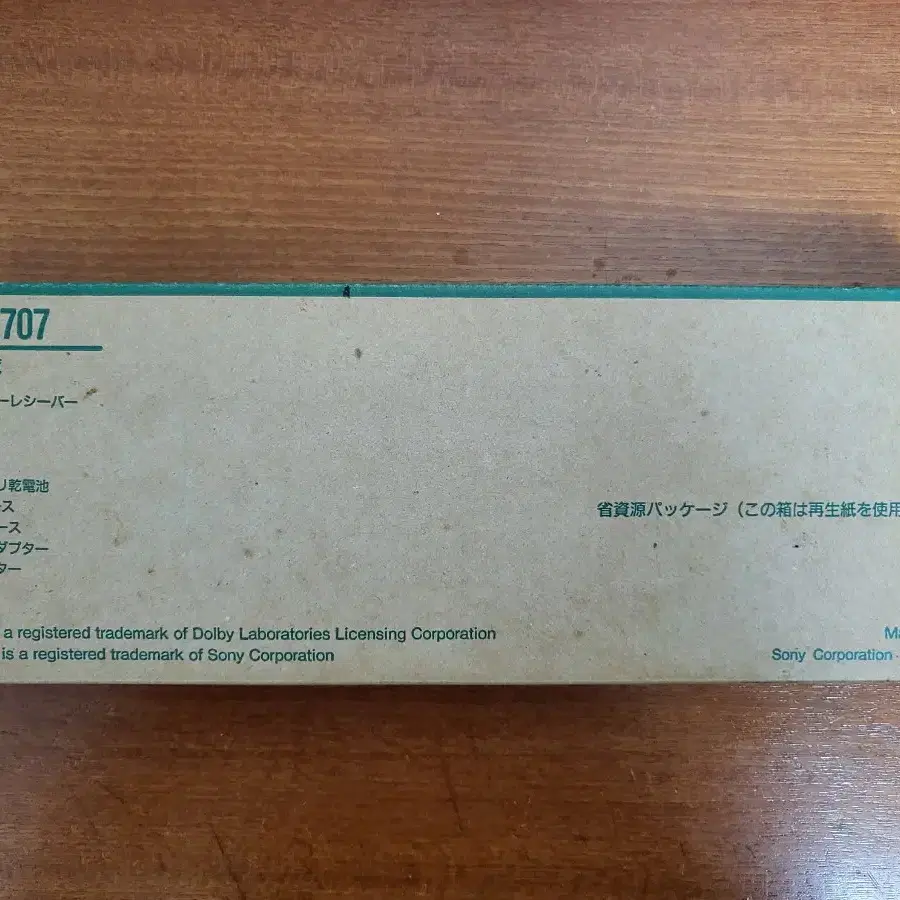 707
ーレシーバー
リ乾電池
ース
ース
ダプター
ター
省資源パッケージ（この箱は再生紙を使用
a registered trademark of Dolby Laboratories Licensing Corporation
Ma
is a registered trademark of Sony Corporation
Sony Corporation